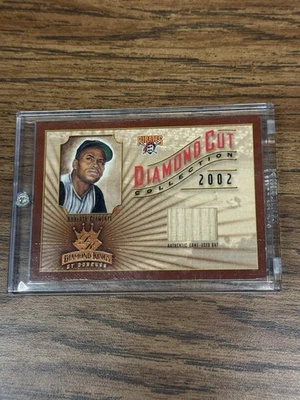 PIRATES
DIAMOND CUT
COLLECTION
2002
Roberto Clemente
DIAMOND KINGS
BY DONRUSS
AUTHENTIC GAME-USED BAT